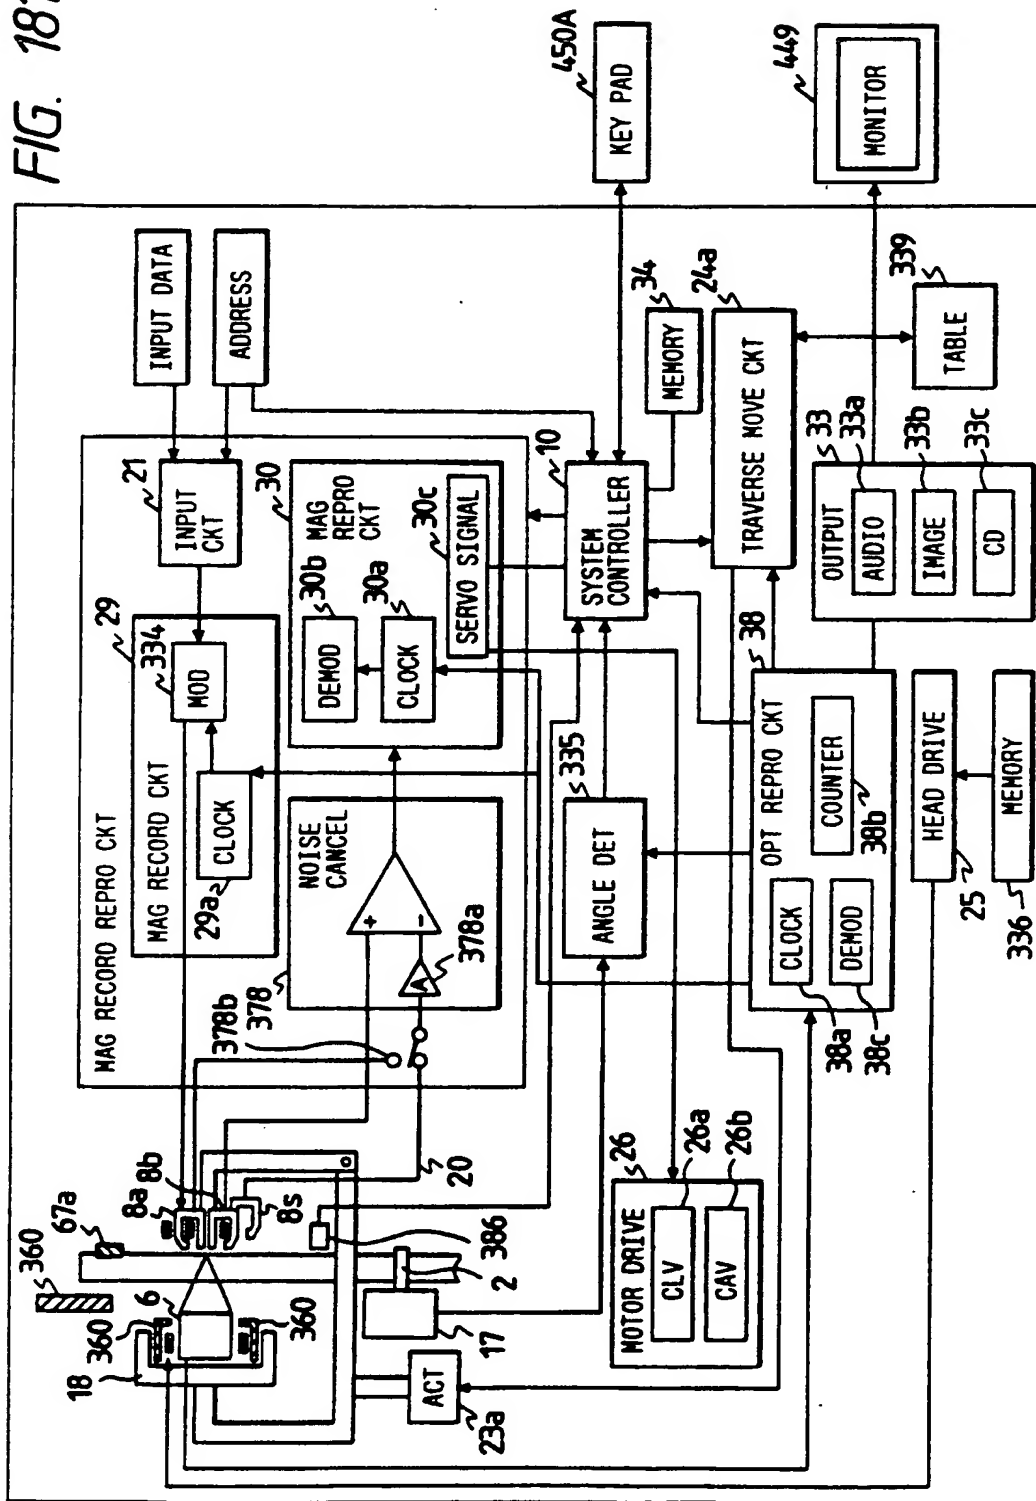 FIG. 181
MAG RECORD REPRO CKT
MAG RECORD CKT
29
334
MOD
CLOCK
29a
21
INPUT
CKT
INPUT DATA
ADDRESS
NOISE
CANCEL
+
-
A
378a
378
378b
30
MAG
REPRO
CKT
30b
DEMOD
30a
CLOCK
30c
SERVO SIGNAL
450A
KEY PAD
449
MONITOR
10
SYSTEM
CONTROLLER
34
MEMORY
24a
TRAVERSE MOVE CKT
339
TABLE
33
OUTPUT
33a
AUDIO
33b
IMAGE
33c
CD
335
ANGLE DET
38
OPT REPRO CKT
CLOCK
38a
DEMOD
38c
COUNTER
38b
HEAD DRIVE
25
MEMORY
336
26
MOTOR DRIVE
26a
CLV
26b
CAV
360
67a
8a
8b
8s
20
386
2
17
6
360
360
18
ACT
23a